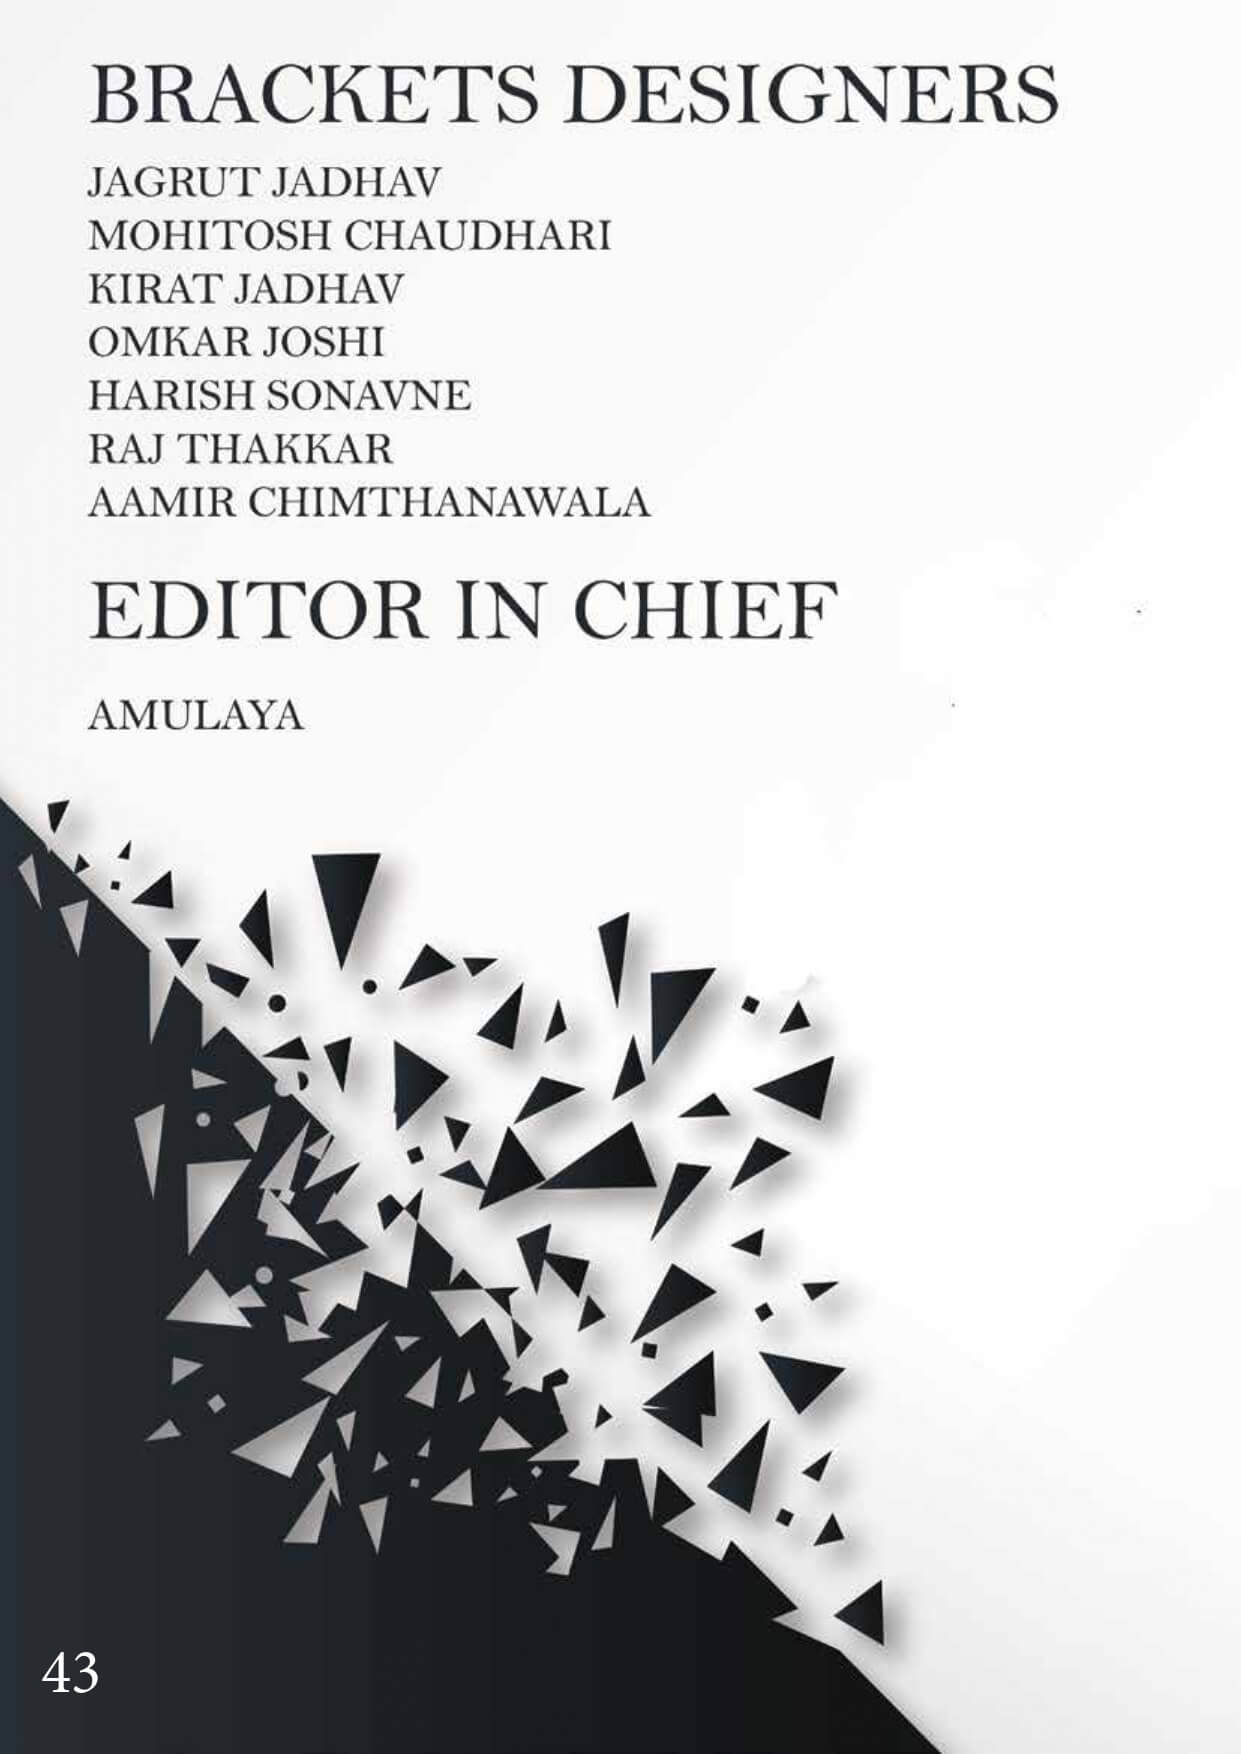 BRACKETS DESIGNERS
JAGRUT JADHAV
MOHITOSH CHAUDHARI
KIRAT JADHAV
OMKAR JOSHI
HARISH SONAVNE
RAJ THAKKAR
AAMIR CHIMTHANAWALA
EDITOR IN CHIEF
AMULAYA
43